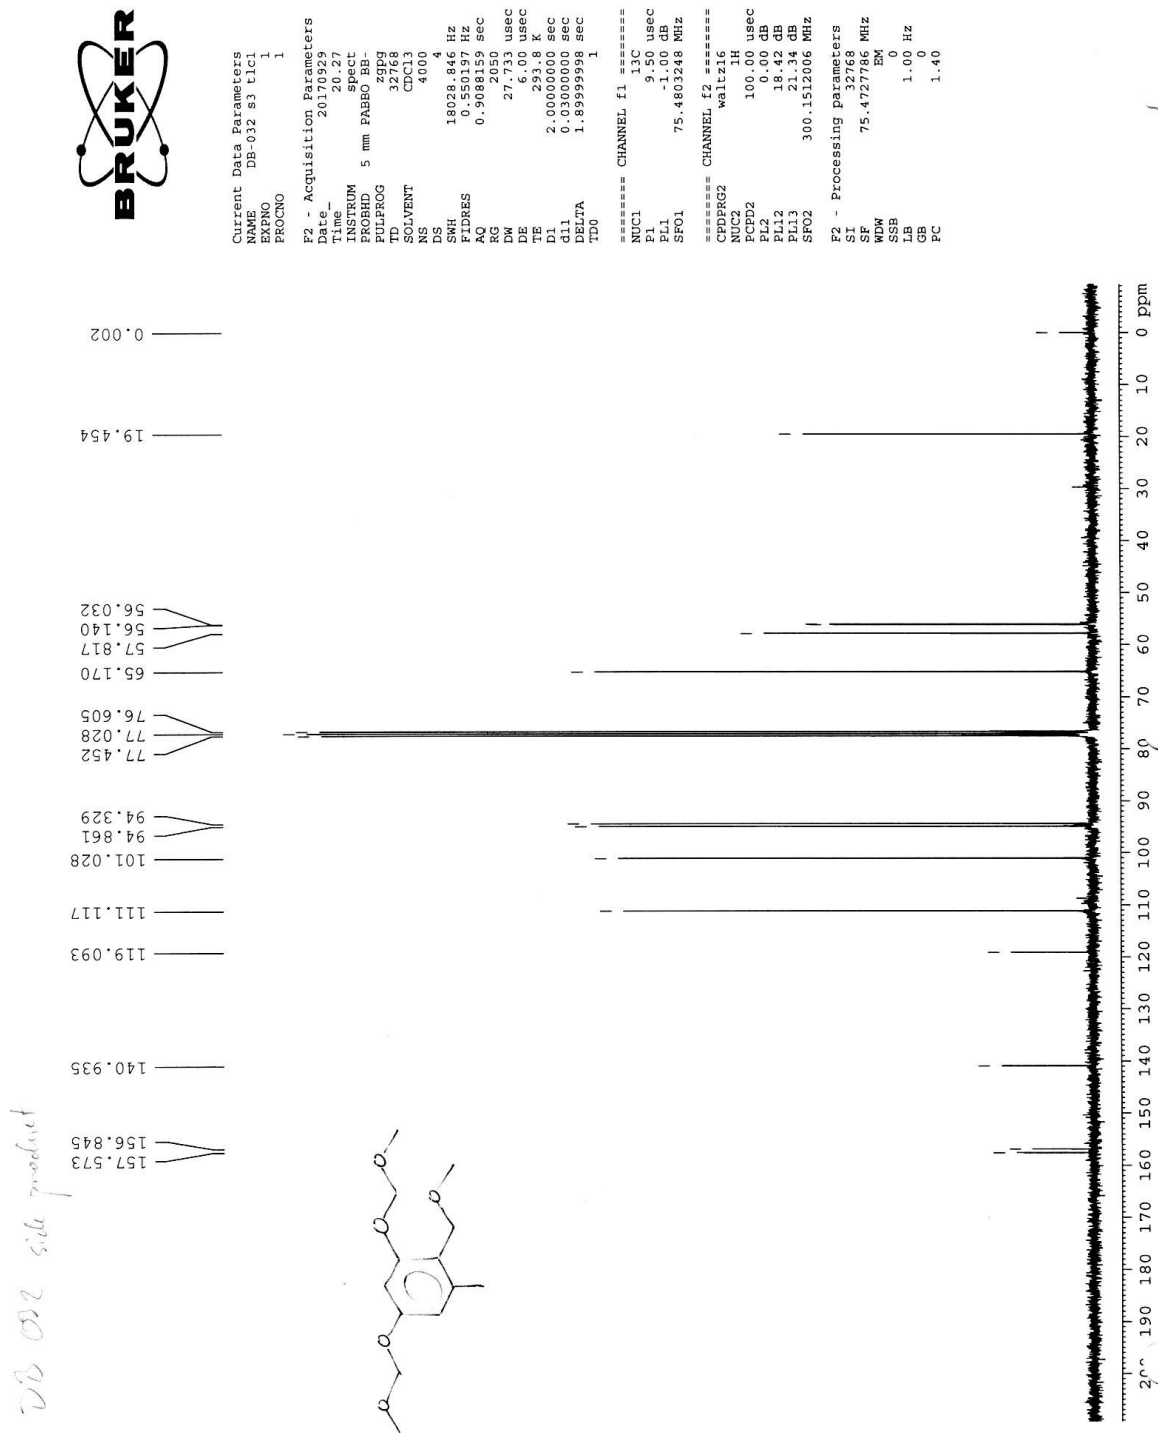 DB 032 side product
157.573
156.845
140.935
119.093
111.117
101.028
94.861
94.329
77.452
77.028
76.605
65.170
57.817
56.140
56.032
19.454
0.002
BRUKER
Current Data Parameters
NAME DB-032 s3 tlc1
EXPNO 1
PROCNO 1
F2 - Acquisition Parameters
Date_ 20170929
Time 20.27
INSTRUM spect
PROBHD 5 mm PABBO BB-
PULPROG zgpg
TD 32768
SOLVENT CDCl3
NS 4000
DS 4
SWH 18028.846 Hz
FIDRES 0.550197 Hz
AQ 0.9088159 sec
RG 2050
DW 27.733 usec
DE 6.00 usec
TE 293.8 K
D1 2.00000000 sec
d11 0.03000000 sec
DELTA 1.89999998 sec
TD0 1
======== CHANNEL f1 ========
NUC1 13C
P1 9.50 usec
PL1 -1.00 dB
SFO1 75.4803248 MHz
======== CHANNEL f2 ========
CPDPRG2 waltz16
NUC2 1H
PCPD2 100.00 usec
PL2 0.00 dB
PL12 18.42 dB
PL13 21.34 dB
SFO2 300.1512006 MHz
F2 - Processing parameters
SI 32768
SF 75.4727786 MHz
WDW EM
SSB 0
LB 1.00 Hz
GB 0
PC 1.40
O O O O O
200 190 180 170 160 150 140 130 120 110 100 90 80 70 60 50 40 30 20 10 0 ppm